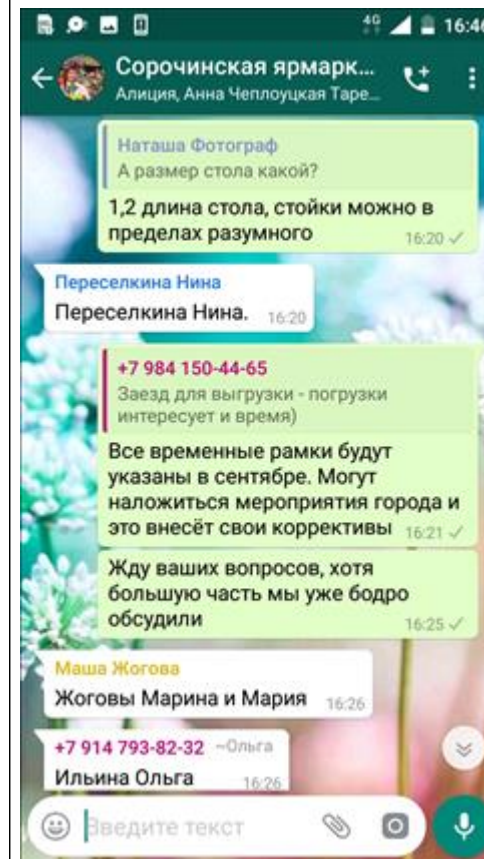 4G 16:46
Сорочинская ярмарк...
Алиция, Анна Чеплоуцкая Таре...
Наташа Фотограф
А размер стола какой?
1,2 длина стола, стойки можно в
пределах разумного 16:20
Переселкина Нина
Переселкина Нина. 16:20
+7 984 150-44-65
Заезд для выгрузки - погрузки
интересует и время)
Все временные рамки будут
указаны в сентябре. Могут
наложиться мероприятия города и
это внесёт свои коррективы 16:21
Жду ваших вопросов, хотя
большую часть мы уже бодро
обсудили 16:25
Маша Жогова
Жоговы Марина и Мария 16:26
+7 914 793-82-32 ~Ольга
Ильина Ольга 16:26
Введите текст